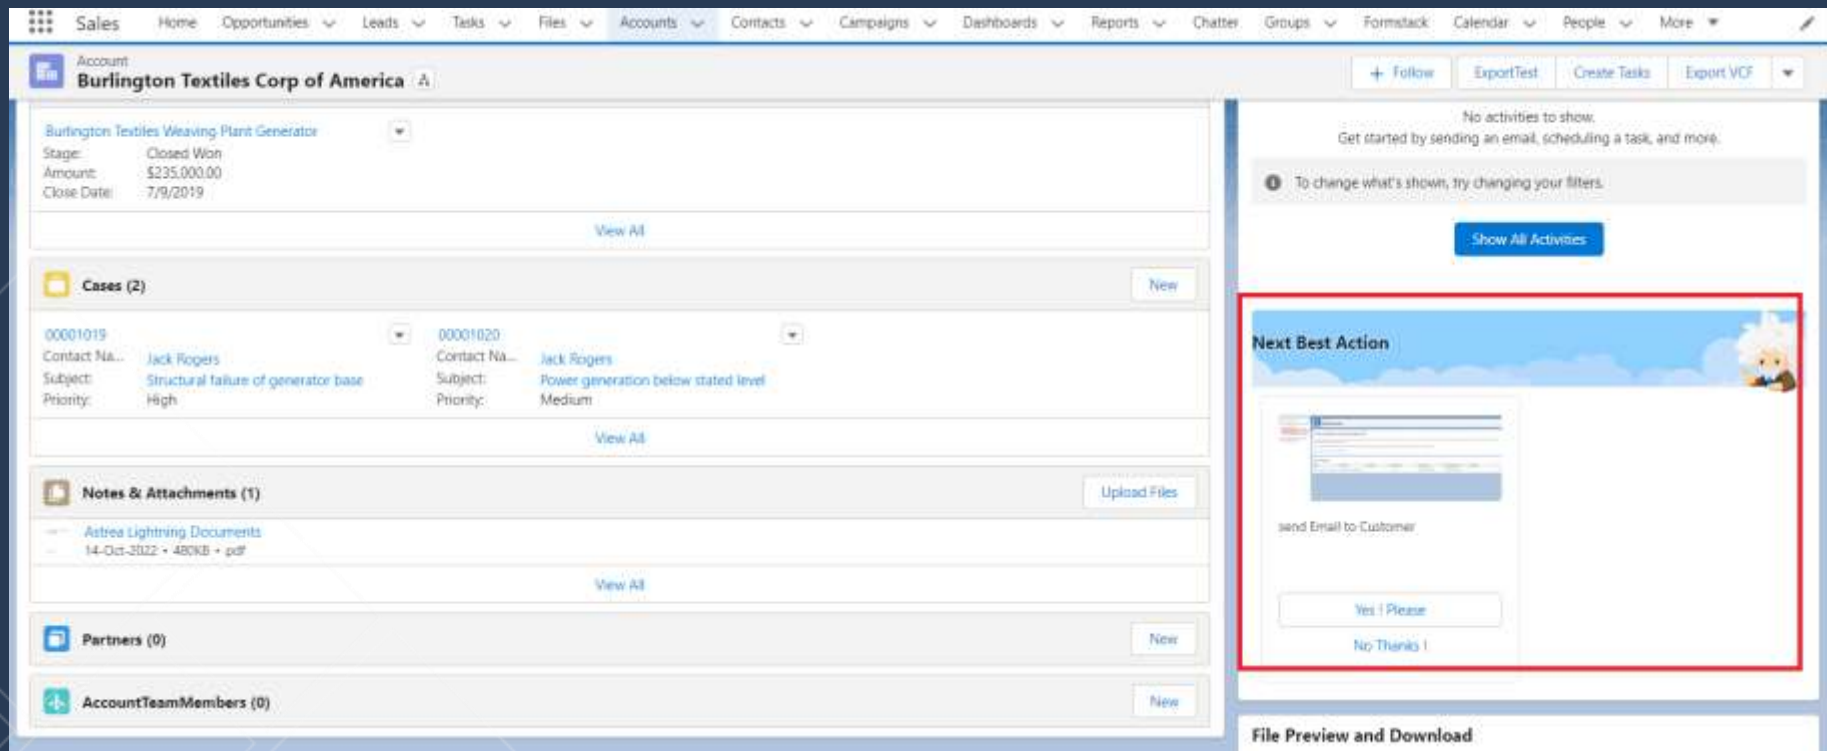 Sales Home Opportunities Leads Tasks Files Accounts Contacts Campaigns Dashboards Reports Chatter Groups Formstack Calendar People More
Account
Burlington Textiles Corp of America
+ Follow ExportTest Create Tasks Export VCF
Burlington Textiles Weaving Plant Generator
Stage: Closed Won
Amount: $235,000.00
Close Date: 7/9/2019
View All
Cases (2)
New
00001019
Contact Na... Jack Rogers
Subject: Structural failure of generator base
Priority: High
00001020
Contact Na... Jack Rogers
Subject: Power generation below stated level
Priority: Medium
View All
Notes & Attachments (1)
Upload Files
Astrea Lightning Documents
14-Oct-2022 • 480KB • pdf
View All
Partners (0)
New
AccountTeamMembers (0)
New
No activities to show.
Get started by sending an email, scheduling a task, and more.
To change what's shown, try changing your filters.
Show All Activities
Next Best Action
send Email to Customer
Yes ! Please
No Thanks !
File Preview and Download